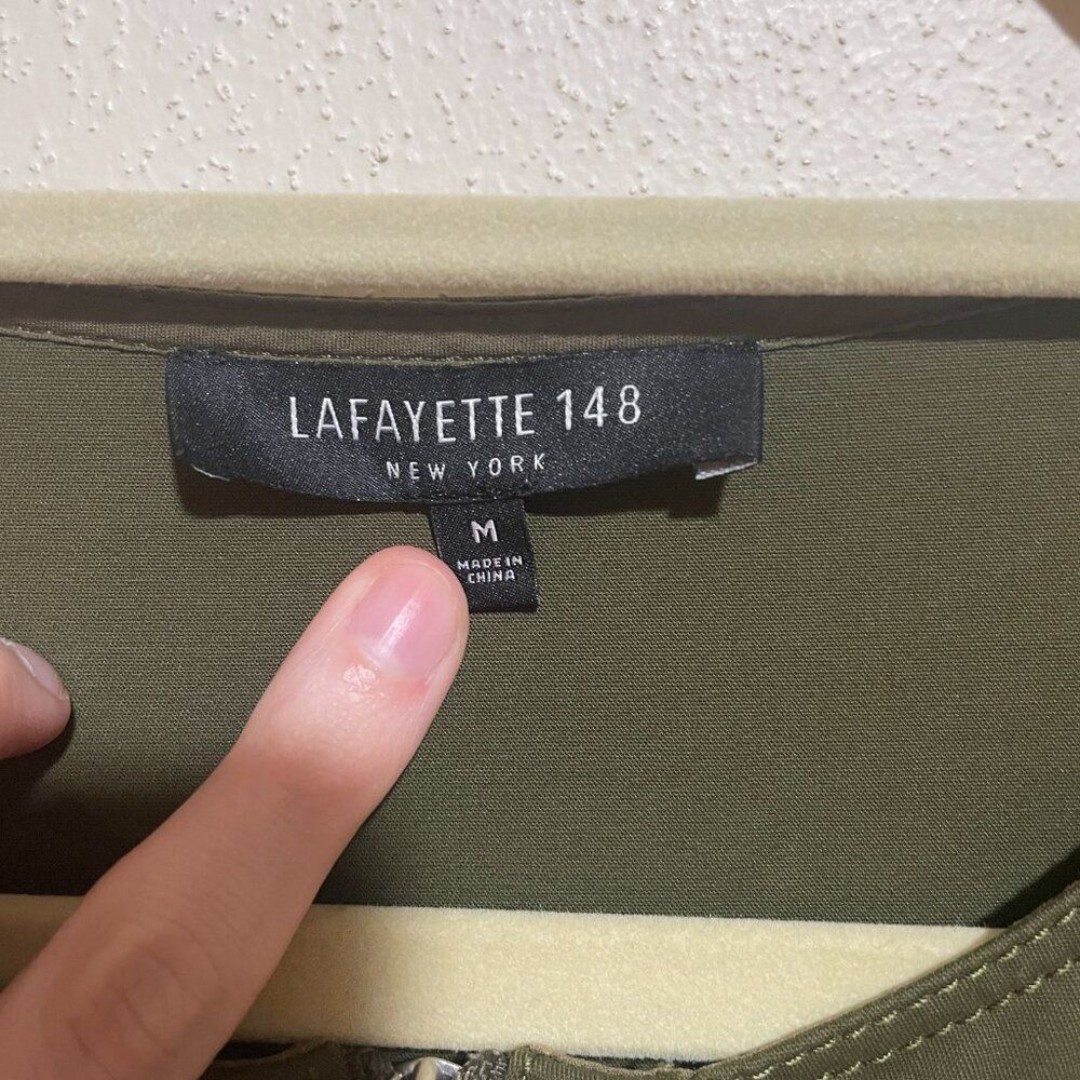 LAFAYETTE 148
NEW YORK
M
MADE IN
CHINA